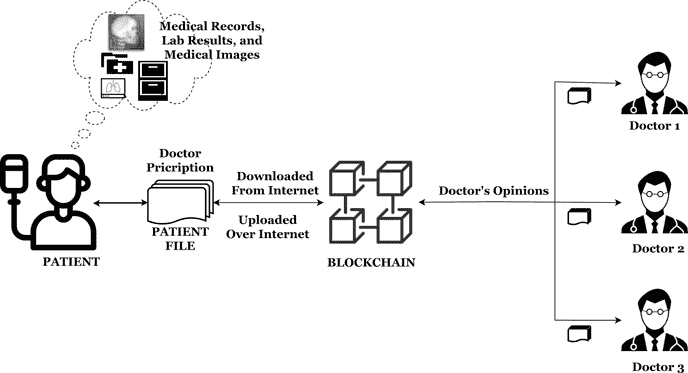 Medical Records,
Lab Results, and
Medical Images
Doctor 1
Doctor
Pricription
Downloaded
From Internet
Doctor's Opinions
Uploaded
Over Internet
PATIENT
FILE
Doctor 2
PATIENT
BLOCKCHAIN
Doctor 3